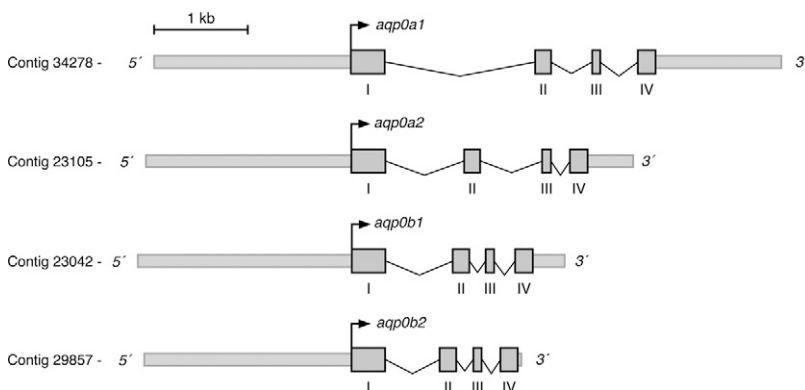 1 kb
aqp0a1
Contig 34278 - 5´ 3
I II III IV
aqp0a2
Contig 23105 - 5´ 3´
I II III IV
aqp0b1
Contig 23042 - 5´ 3´
I II III IV
aqp0b2
Contig 29857 - 5´ 3´
I II III IV